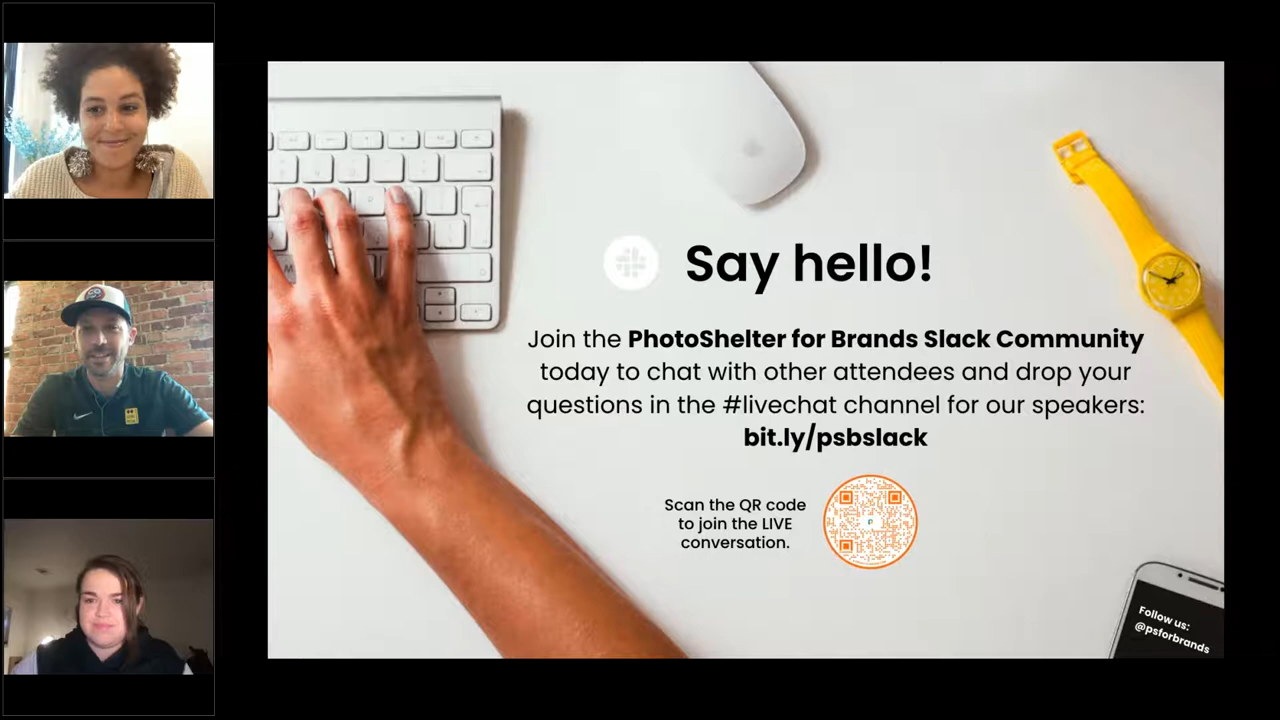 Say hello!
Join the PhotoShelter for Brands Slack Community
today to chat with other attendees and drop your
questions in the #livechat channel for our speakers:
bit.ly/psbslack
Scan the QR code
to join the LIVE
conversation.
Follow us:
@psforbrands